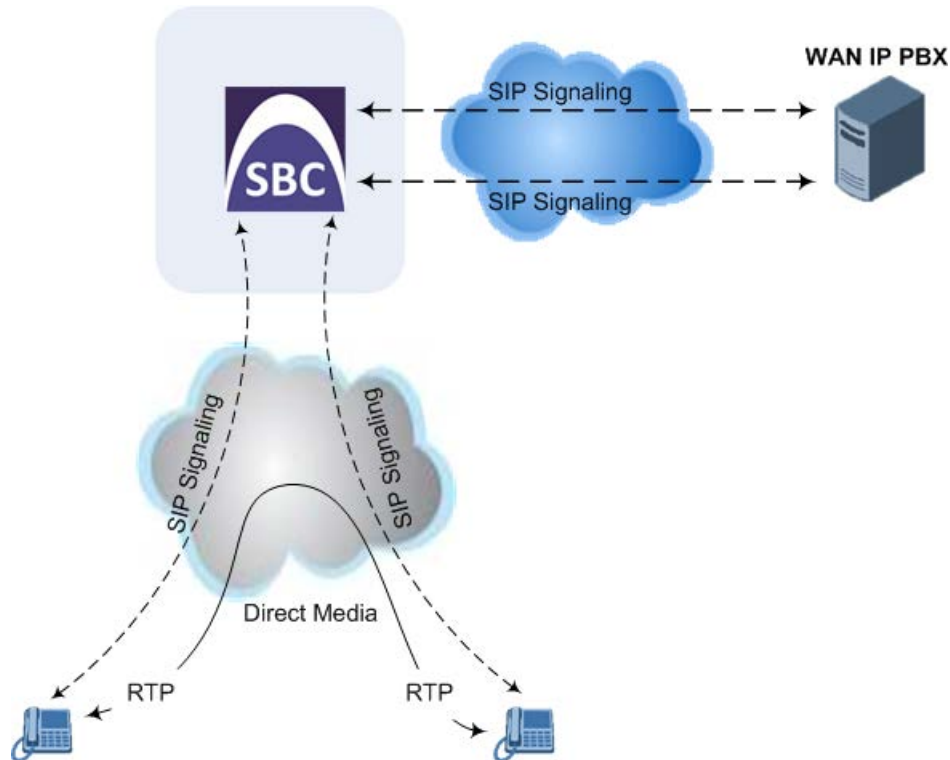 WAN IP PBX
SIP Signaling
SBC
SIP Signaling
SIP Signaling
SIP Signaling
Direct Media
RTP
RTP